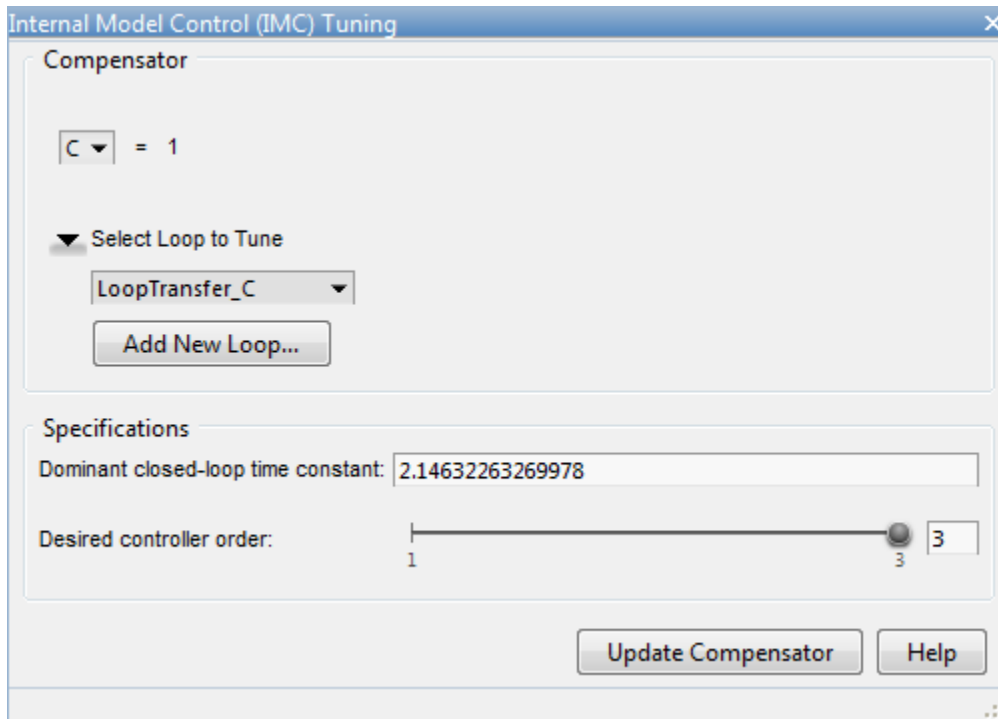 Internal Model Control (IMC) Tuning
Compensator
C = 1
Select Loop to Tune
LoopTransfer_C
Add New Loop...
Specifications
Dominant closed-loop time constant: 2.14632263269978
Desired controller order: 3
1 3
Update Compensator Help